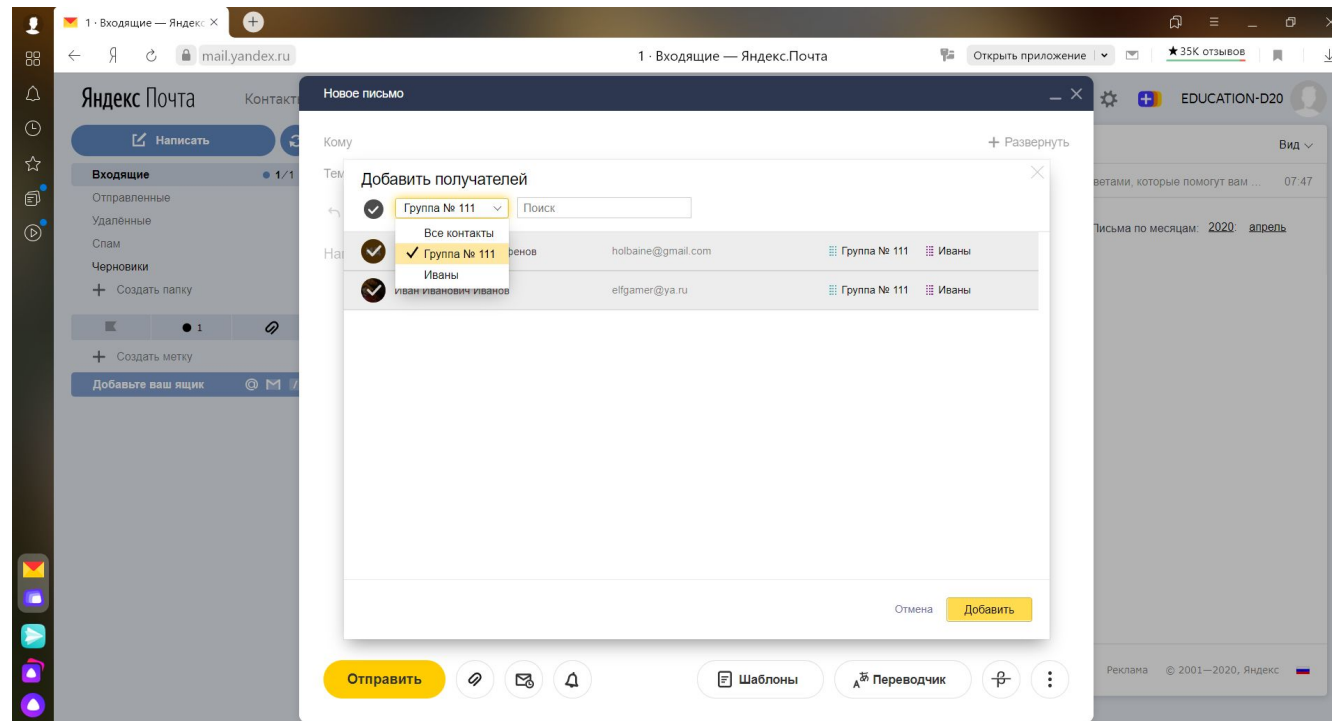 1 · Входящие — Яндекс
mail.yandex.ru
1 · Входящие — Яндекс.Почта
Открыть приложение
★35K отзывов
Яндекс Почта
Контакт
EDUCATION-D20
Написать
Входящие
1/1
Отправленные
Удалённые
Спам
Черновики
+ Создать папку
1
+ Создать метку
Добавьте ваш ящик
Новое письмо
Кому
+ Развернуть
Тем
Добавить получателей
Группа № 111
Поиск
Все контакты
Группа № 111
Иваны
фенов
holbaine@gmail.com
Группа № 111
Иваны
Иван Иванович Иванов
elfgamer@ya.ru
Группа № 111
Иваны
Отмена
Добавить
Отправить
Шаблоны
Переводчик
Вид
ветами, которые помогут вам ...
07:47
Письма по месяцам: 2020: апрель
Реклама
© 2001—2020, Яндекс